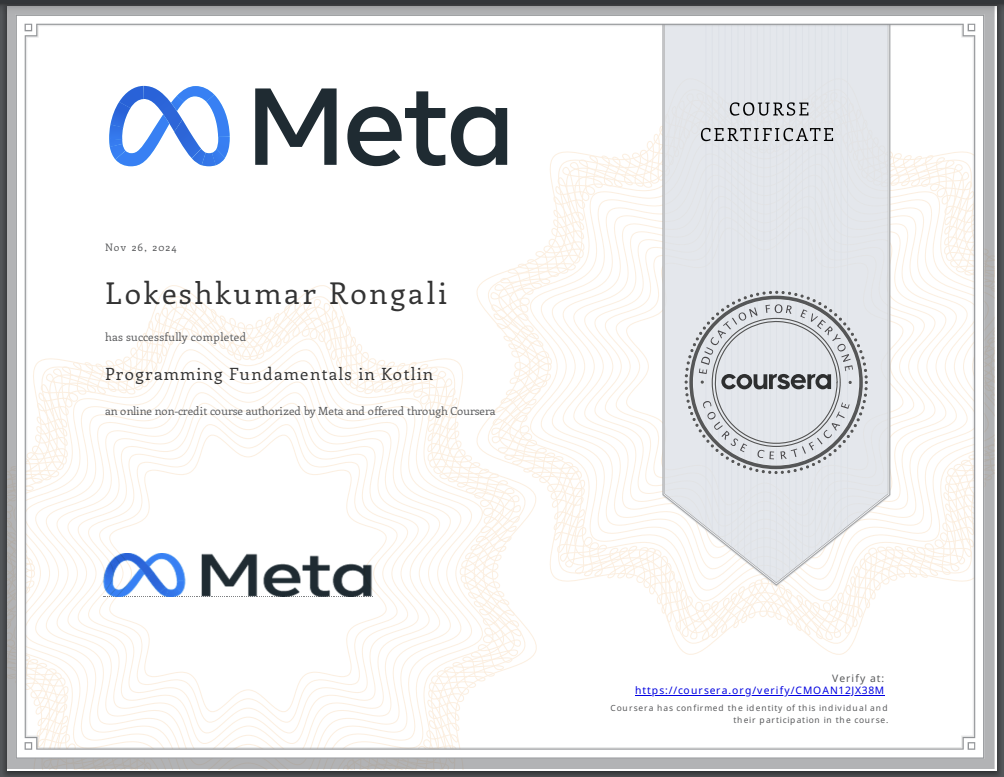 Meta
COURSE
CERTIFICATE
Nov 26, 2024
Lokeshkumar Rongali
has successfully completed
Programming Fundamentals in Kotlin
an online non-credit course authorized by Meta and offered through Coursera
EDUCATION FOR EVERYONE
coursera
COURSE CERTIFICATE
Meta
Verify at:
https://coursera.org/verify/CMOAN12JX38M
Coursera has confirmed the identity of this individual and
their participation in the course.